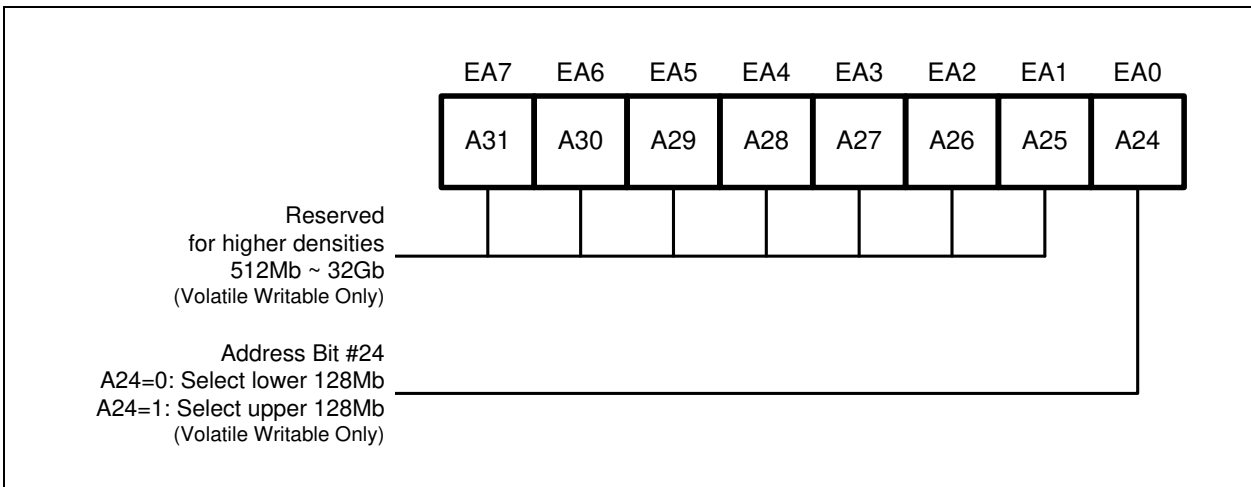 EA7 EA6 EA5 EA4 EA3 EA2 EA1 EA0
A31 A30 A29 A28 A27 A26 A25 A24
Reserved
for higher densities
512Mb ~ 32Gb
(Volatile Writable Only)
Address Bit #24
A24=0: Select lower 128Mb
A24=1: Select upper 128Mb
(Volatile Writable Only)